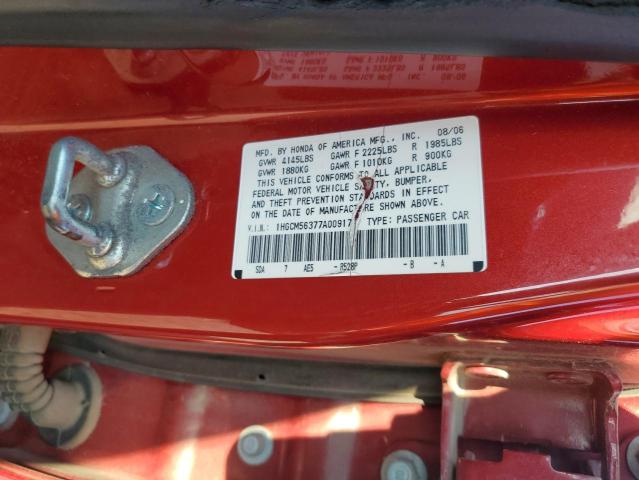 MFD. BY HONDA OF AMERICA MFG., INC. 08/06
GVWR 4145LBS GAWR F 2225LBS R 1985LBS
GVWR 1880KG GAWR F 1010KG R 900KG
THIS VEHICLE CONFORMS TO ALL APPLICABLE
FEDERAL MOTOR VEHICLE SAFETY, BUMPER,
AND THEFT PREVENTION STANDARDS IN EFFECT
ON THE DATE OF MANUFACTURE SHOWN ABOVE.
V.I.N.: 1HGCM56377A00917 TYPE: PASSENGER CAR
SDA 7 AE5 - R528P - B - A